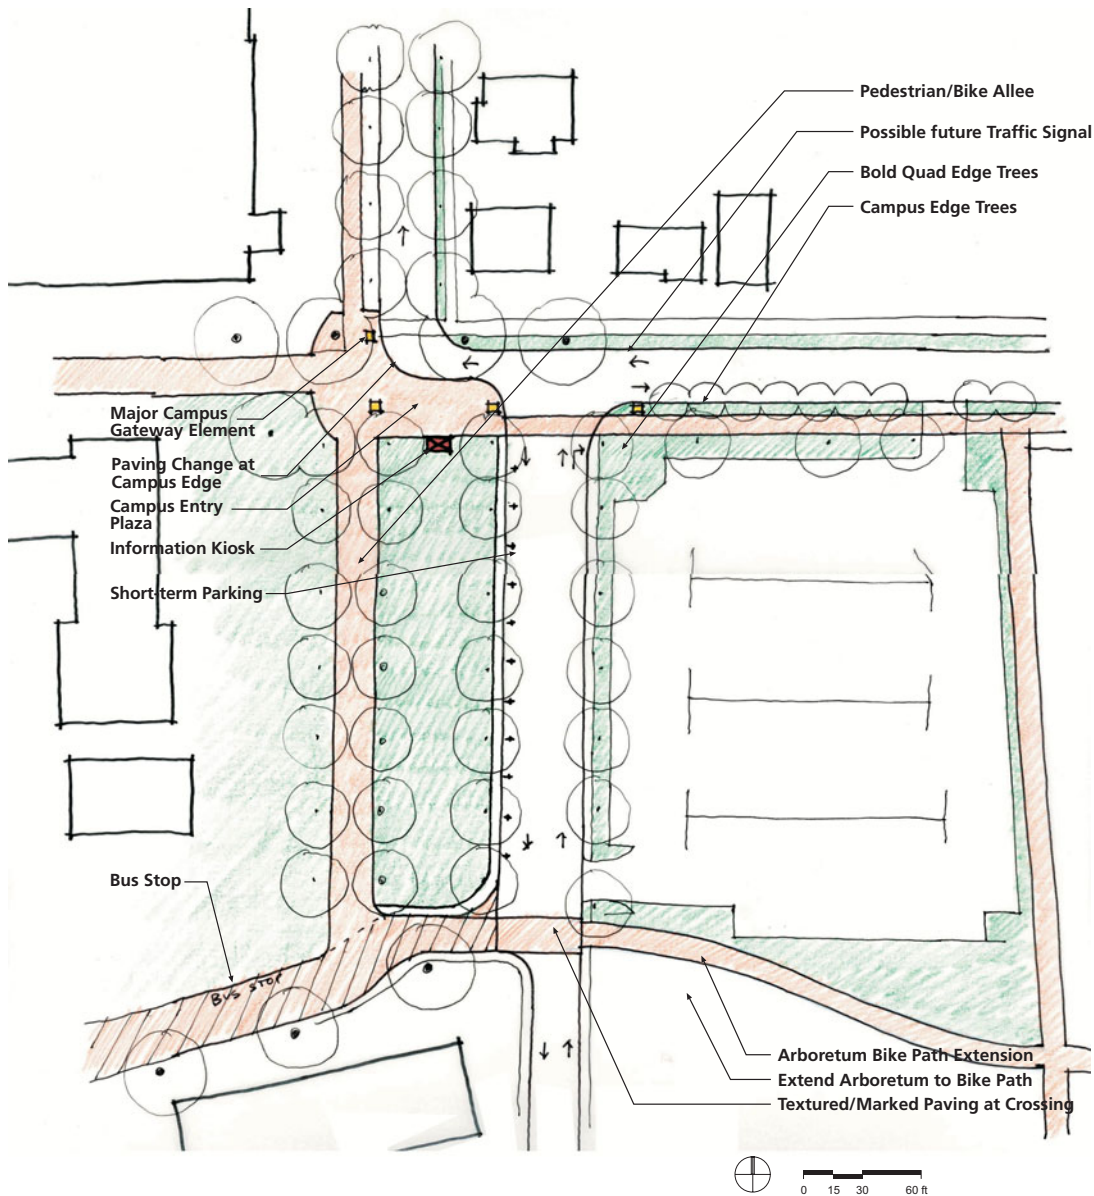 Pedestrian/Bike Allee
Possible future Traffic Signal
Bold Quad Edge Trees
Campus Edge Trees
Major Campus
Gateway Element
Paving Change at
Campus Edge
Campus Entry
Plaza
Information Kiosk
Short-term Parking
Bus Stop
BUS STOP
Arboretum Bike Path Extension
Extend Arboretum to Bike Path
Textured/Marked Paving at Crossing
0 15 30 60 ft